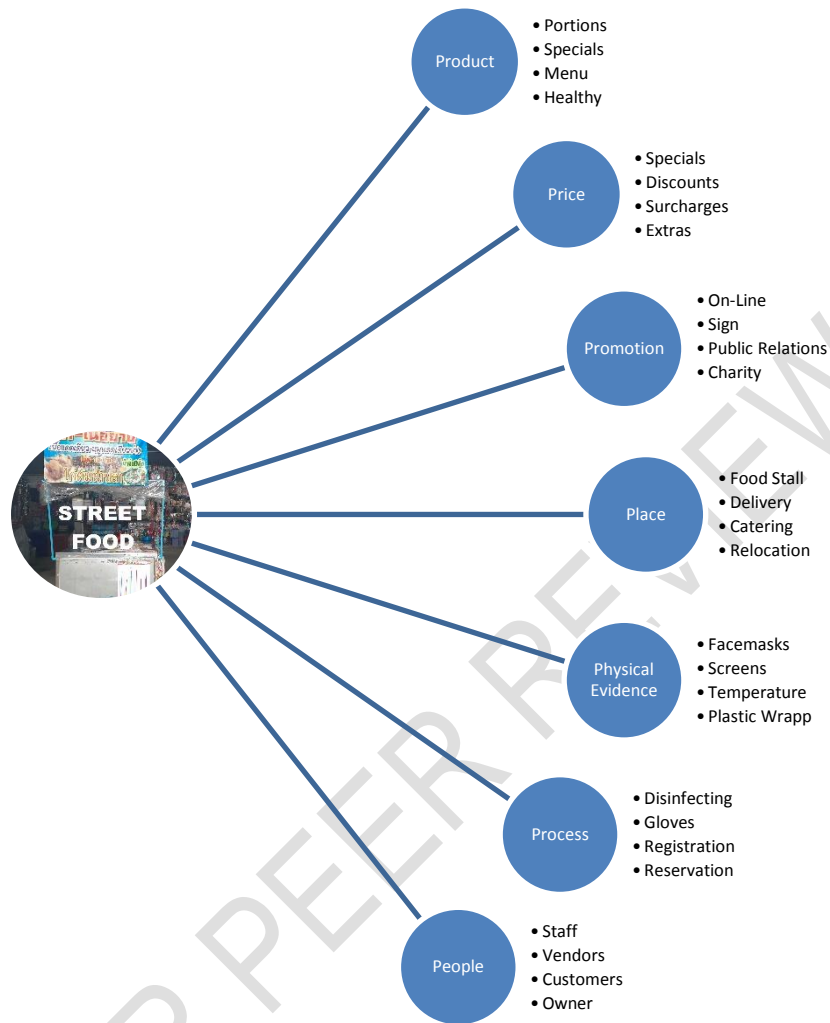 Product
• Portions
• Specials
• Menu
• Healthy
Price
• Specials
• Discounts
• Surcharges
• Extras
Promotion
• On-Line
• Sign
• Public Relations
• Charity
STREET
FOOD
Place
• Food Stall
• Delivery
• Catering
• Relocation
Physical
Evidence
• Facemasks
• Screens
• Temperature
• Plastic Wrapp
Process
• Disinfecting
• Gloves
• Registration
• Reservation
People
• Staff
• Vendors
• Customers
• Owner
PEER REVIEW